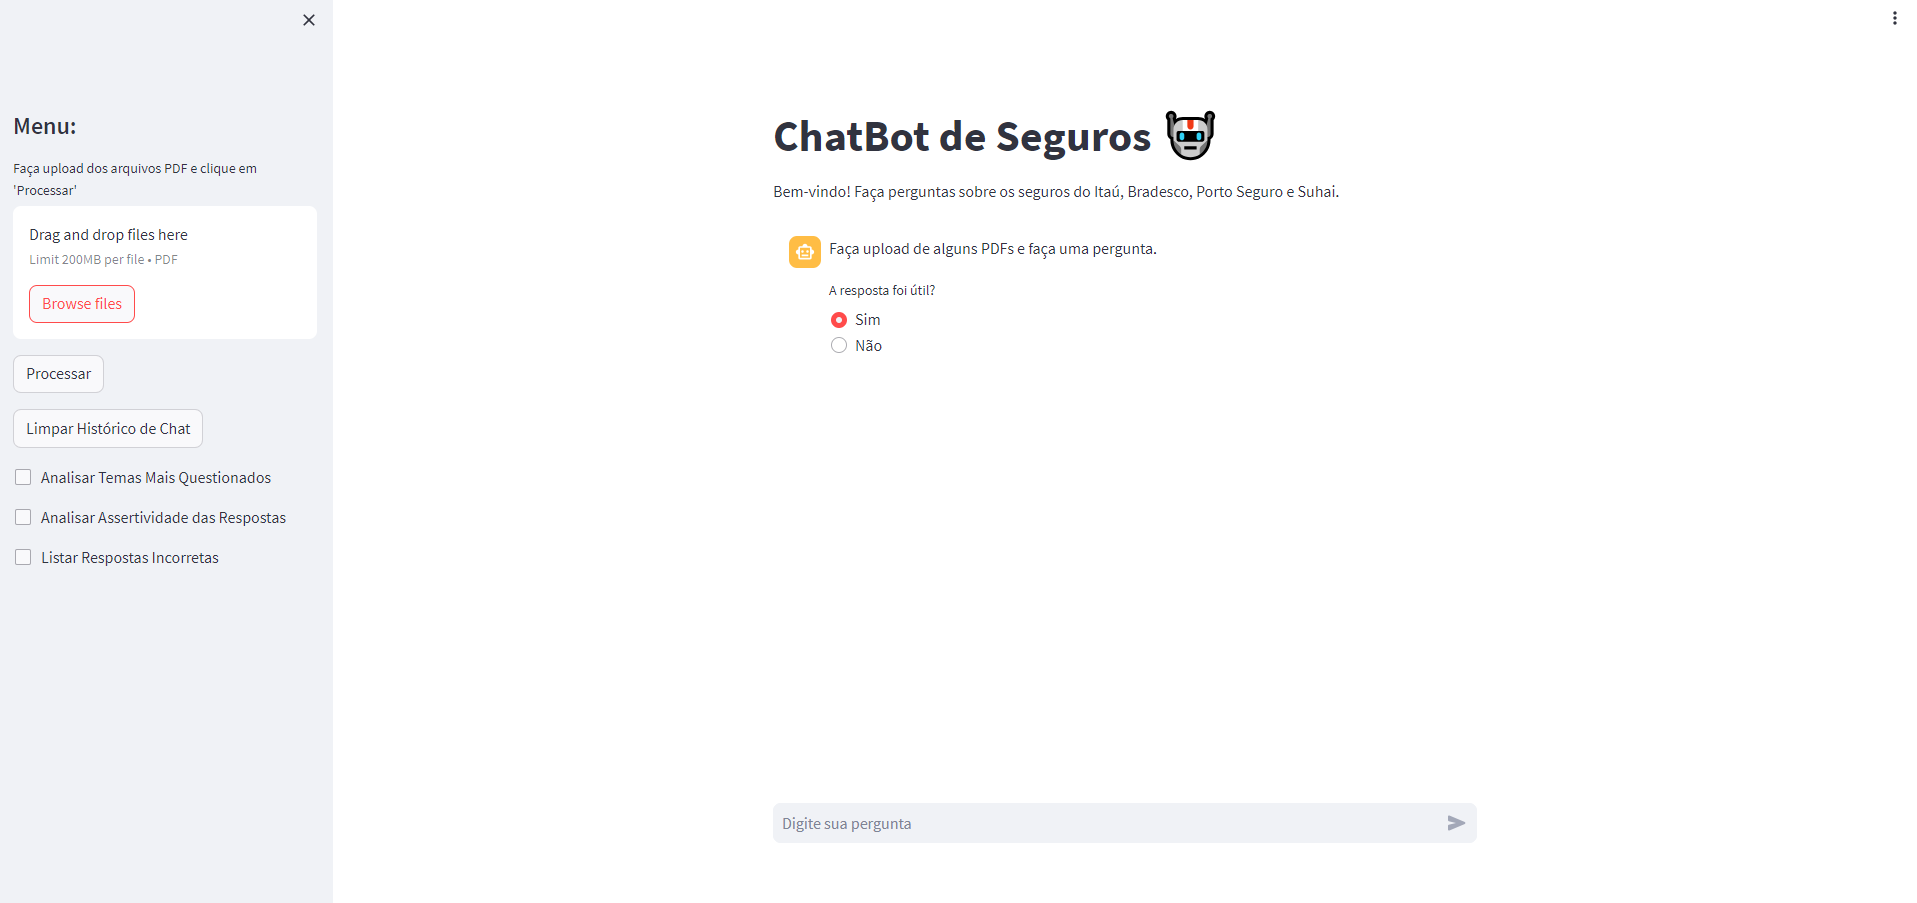 Menu:
Faça upload dos arquivos PDF e clique em
'Processar'
Drag and drop files here
Limit 200MB per file • PDF
Browse files
Processar
Limpar Histórico de Chat
Analisar Temas Mais Questionados
Analisar Assertividade das Respostas
Listar Respostas Incorretas
ChatBot de Seguros
Bem-vindo! Faça perguntas sobre os seguros do Itaú, Bradesco, Porto Seguro e Suhai.
Faça upload de alguns PDFs e faça uma pergunta.
A resposta foi útil?
Sim
Não
Digite sua pergunta